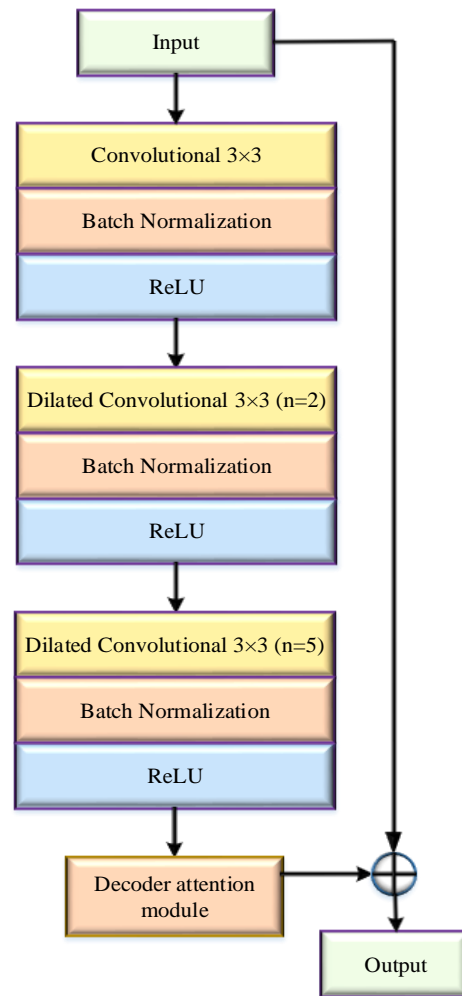 Input
Convolutional 3×3
Batch Normalization
ReLU
Dilated Convolutional 3×3 (n=2)
Batch Normalization
ReLU
Dilated Convolutional 3×3 (n=5)
Batch Normalization
ReLU
Decoder attention
module
Output